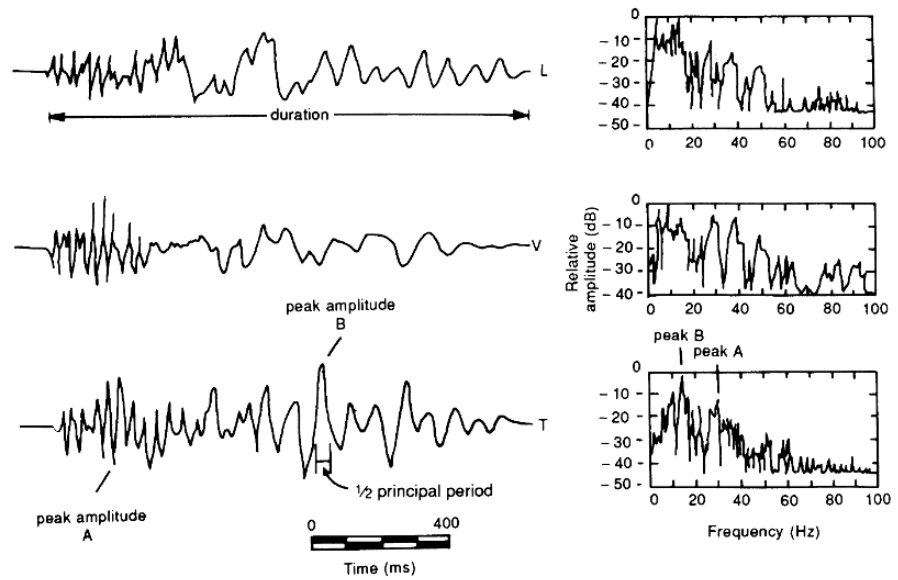 L
duration
0
-10
-20
-30
-40
-50
0 20 40 60 80 100
V
Relative
amplitude (dB)
0
-10
-20
-30
-40
0 20 40 60 80 100
peak amplitude
B
peak B
peak A
T
½ principal period
peak amplitude
A
0 400
Time (ms)
0
-10
-20
-30
-40
-50
0 20 40 60 80 100
Frequency (Hz)